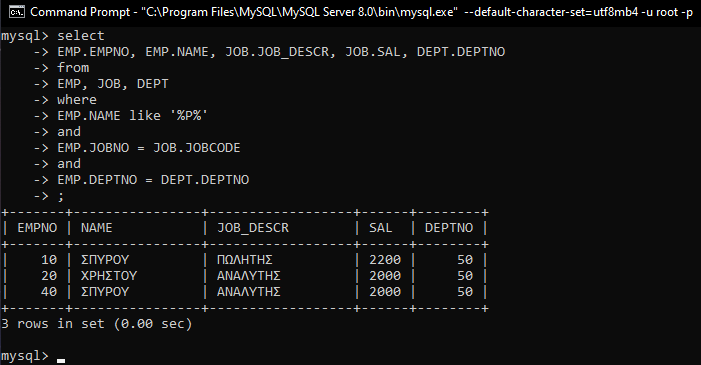 Command Prompt - "C:\Program Files\MySQL\MySQL Server 8.0\bin\mysql.exe" --default-character-set=utf8mb4 -u root -p
mysql> select
    -> EMP.EMPNO, EMP.NAME, JOB.JOB_DESCR, JOB.SAL, DEPT.DEPTNO
    -> from
    -> EMP, JOB, DEPT
    -> where
    -> EMP.NAME like '%Ρ%'
    -> and
    -> EMP.JOBNO = JOB.JOBCODE
    -> and
    -> EMP.DEPTNO = DEPT.DEPTNO
    -> ;
+-------+----------------+------------------+------+--------+
| EMPNO | NAME           | JOB_DESCR        | SAL  | DEPTNO |
+-------+----------------+------------------+------+--------+
|    10 | ΣΠΥΡΟΥ         | ΠΩΛΗΤΗΣ          | 2200 |     50 |
|    20 | ΧΡΗΣΤΟΥ        | ΑΝΑΛΥΤΗΣ         | 2000 |     50 |
|    40 | ΣΠΥΡΟΥ         | ΑΝΑΛΥΤΗΣ         | 2000 |     50 |
+-------+----------------+------------------+------+--------+
3 rows in set (0.00 sec)
mysql>